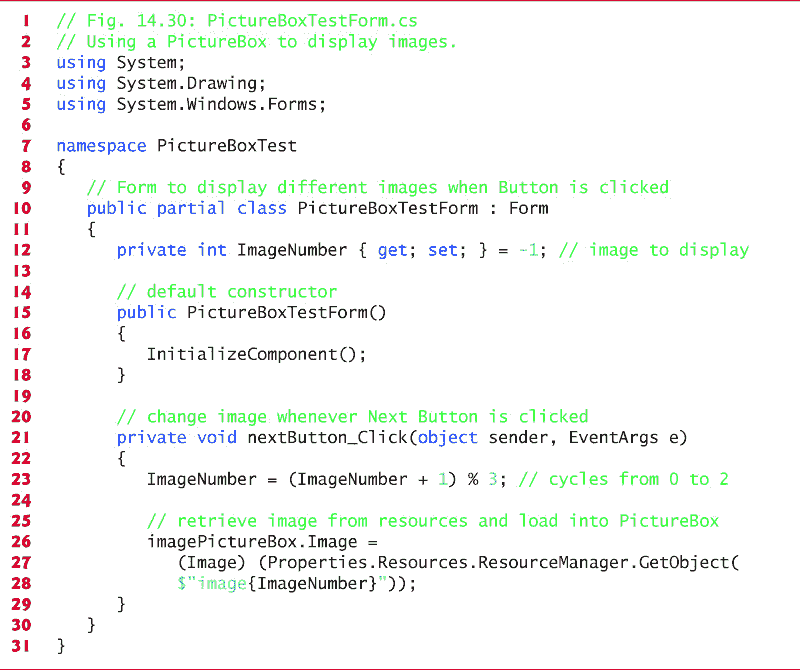 1 // Fig. 14.30: PictureBoxTestForm.cs
2 // Using a PictureBox to display images.
3 using System;
4 using System.Drawing;
5 using System.Windows.Forms;
6
7 namespace PictureBoxTest
8 {
9 // Form to display different images when Button is clicked
10 public partial class PictureBoxTestForm : Form
11 {
12 private int ImageNumber { get; set; } = -1; // image to display
13
14 // default constructor
15 public PictureBoxTestForm()
16 {
17 InitializeComponent();
18 }
19
20 // change image whenever Next Button is clicked
21 private void nextButton_Click(object sender, EventArgs e)
22 {
23 ImageNumber = (ImageNumber + 1) % 3; // cycles from 0 to 2
24
25 // retrieve image from resources and load into PictureBox
26 imagePictureBox.Image =
27 (Image) (Properties.Resources.ResourceManager.GetObject(
28 $"image{ImageNumber}"));
29 }
30 }
31 }